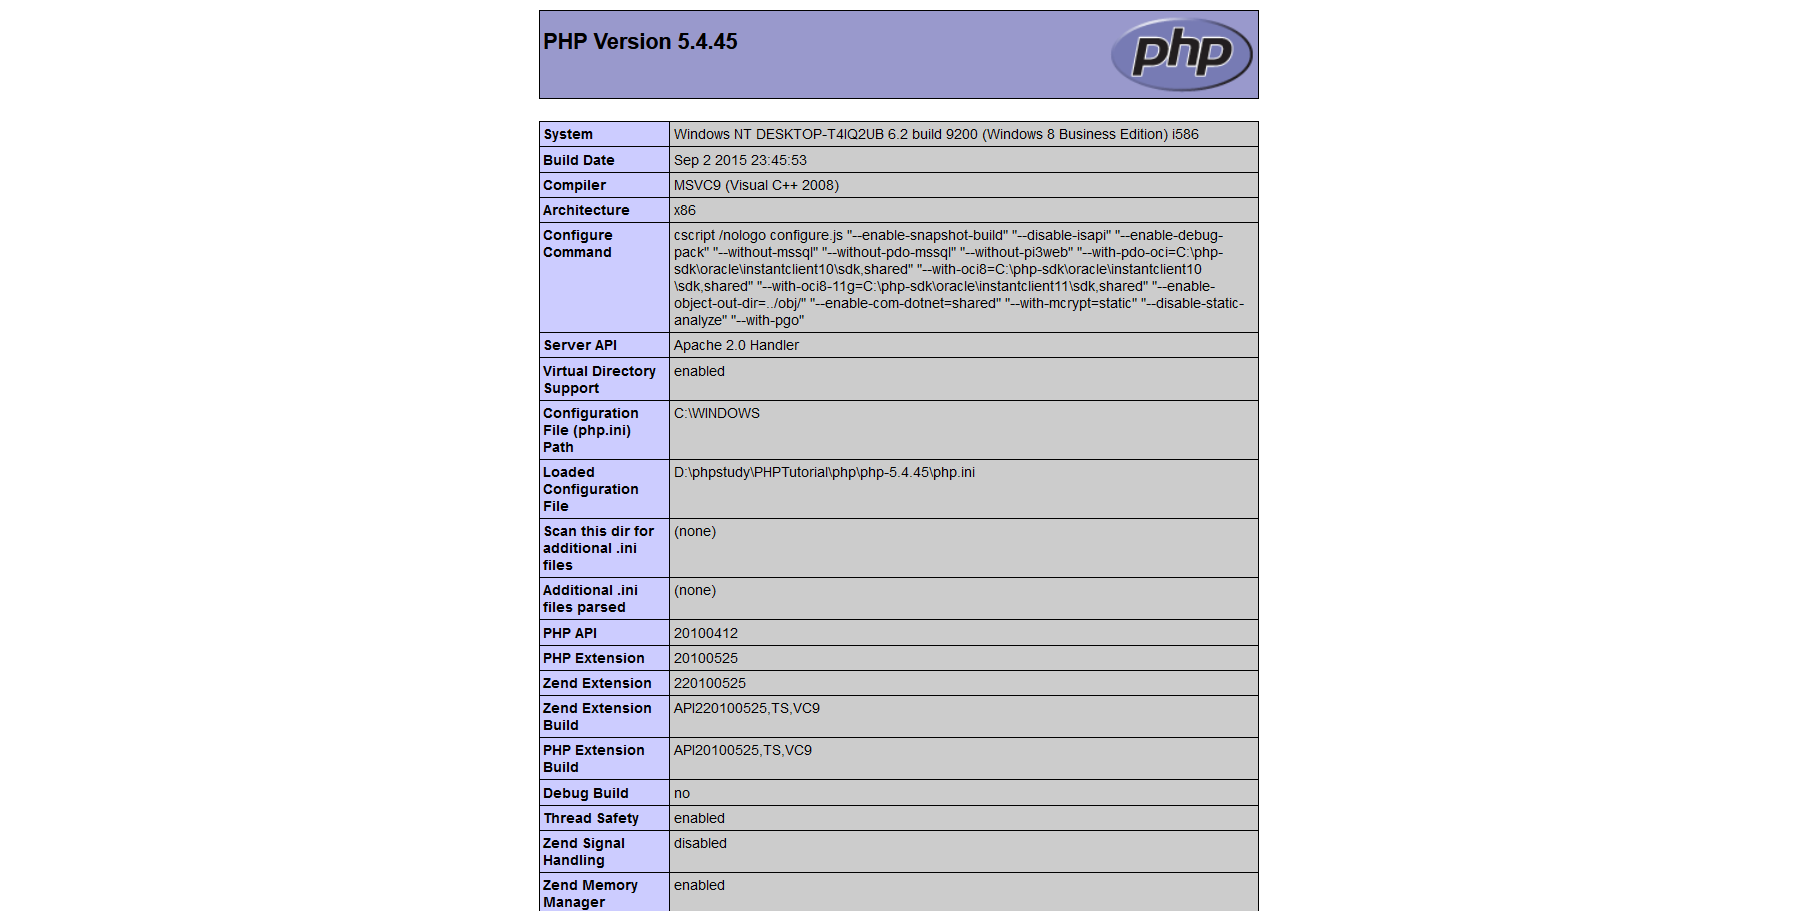 PHP Version 5.4.45
php
System Windows NT DESKTOP-T4IQ2UB 6.2 build 9200 (Windows 8 Business Edition) i586
Build Date Sep 2 2015 23:45:53
Compiler MSVC9 (Visual C++ 2008)
Architecture x86
Configure
Command
cscript /nologo configure.js "--enable-snapshot-build" "--disable-isapi" "--enable-debug-
pack" "--without-mssql" "--without-pdo-mssql" "--without-pi3web" "--with-pdo-oci=C:\php-
sdk\oracle\instantclient10\sdk,shared" "--with-oci8=C:\php-sdk\oracle\instantclient10
\sdk,shared" "--with-oci8-11g=C:\php-sdk\oracle\instantclient11\sdk,shared" "--enable-
object-out-dir=../obj/" "--enable-com-dotnet=shared" "--with-mcrypt=static" "--disable-static-
analyze" "--with-pgo"
Server API Apache 2.0 Handler
Virtual Directory
Support
enabled
Configuration
File (php.ini)
Path
C:\WINDOWS
Loaded
Configuration
File
D:\phpstudy\PHPTutorial\php\php-5.4.45\php.ini
Scan this dir for
additional .ini
files
(none)
Additional .ini
files parsed
(none)
PHP API 20100412
PHP Extension 20100525
Zend Extension 220100525
Zend Extension
Build
API220100525,TS,VC9
PHP Extension
Build
API20100525,TS,VC9
Debug Build no
Thread Safety enabled
Zend Signal
Handling
disabled
Zend Memory
Manager
enabled